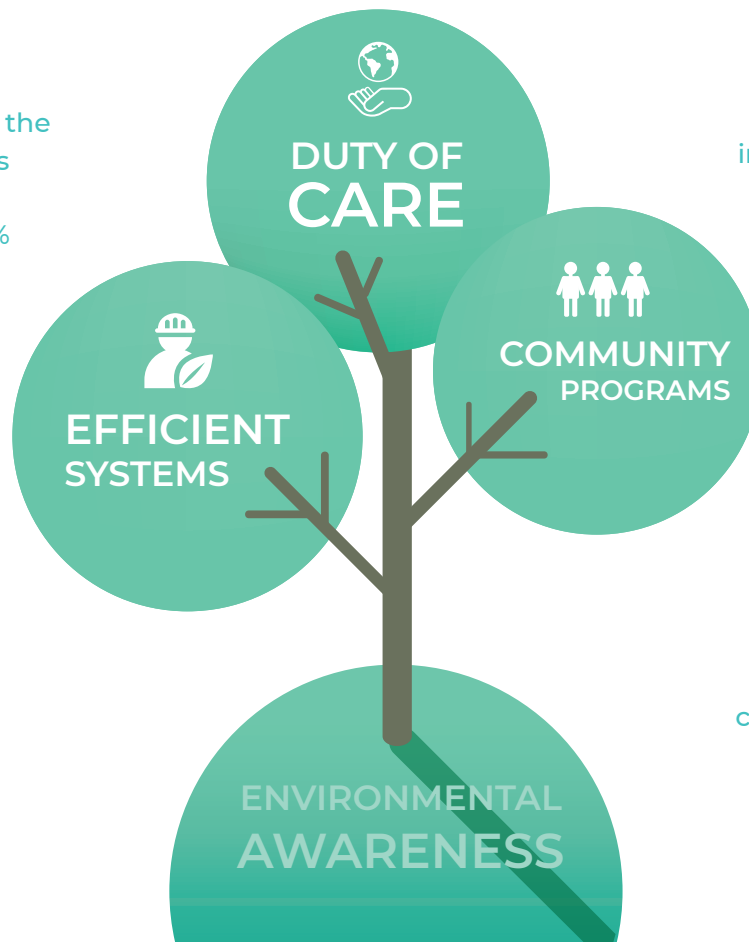 the
s
%
DUTY OF
CARE
COMMUNITY
PROGRAMS
EFFICIENT
SYSTEMS
ENVIRONMENTAL
AWARENESS